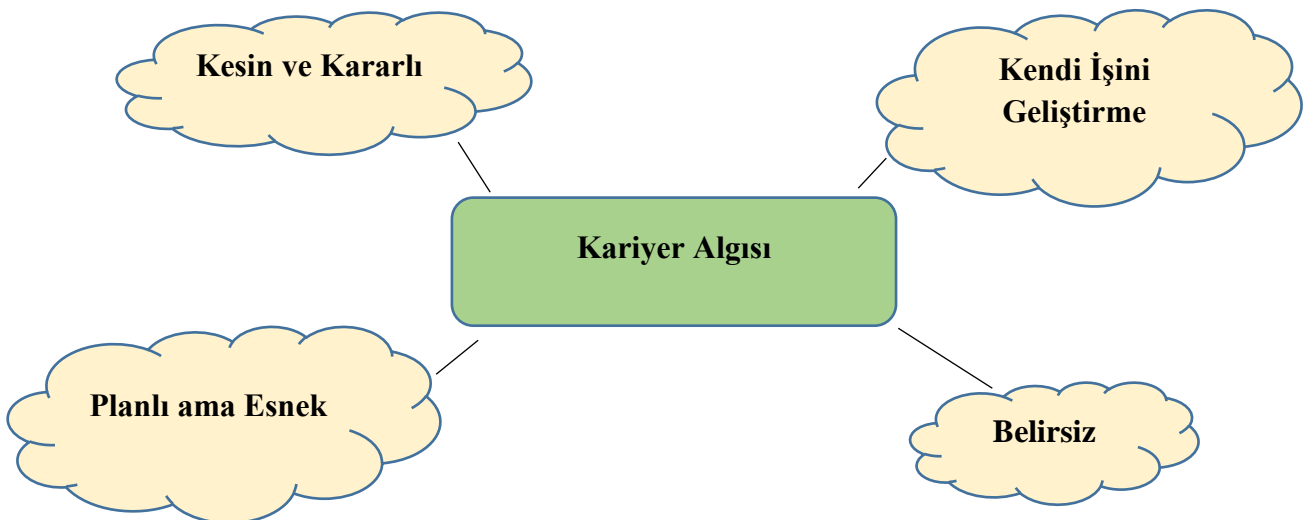 Kesin ve Kararlı
Kendi İşini
Geliştirme
Kariyer Algısı
Planlı ama Esnek
Belirsiz